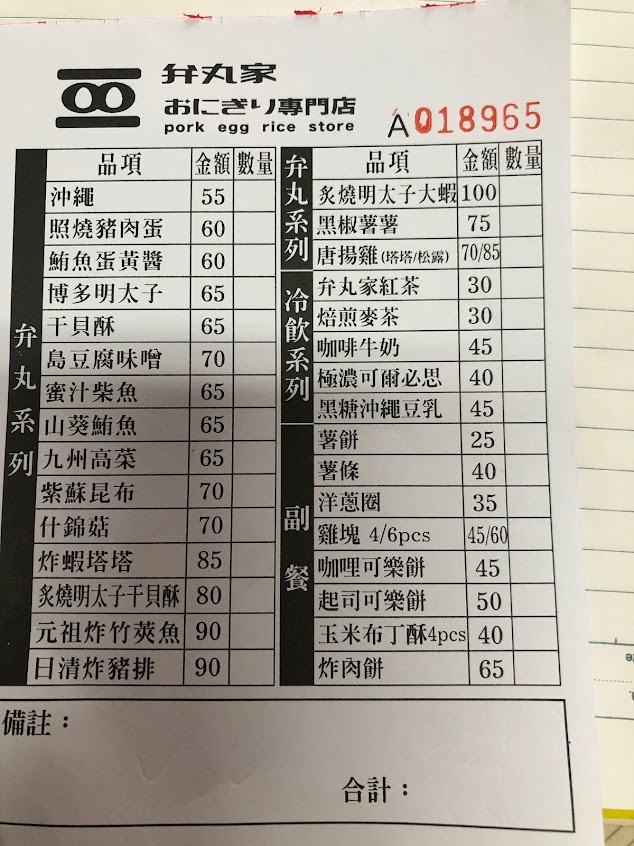 弁丸家
おにぎり專門店
pork egg rice store
A018965
弁丸系列
品項 金額 數量
沖繩 55
照燒豬肉蛋 60
鮪魚蛋黃醬 60
博多明太子 65
干貝酥 65
島豆腐味噌 70
蜜汁柴魚 65
山葵鮪魚 65
九州高菜 65
紫蘇昆布 70
什錦菇 70
炸蝦塔塔 85
炙燒明太子干貝酥 80
元祖炸竹莢魚 90
日清炸豬排 90
弁丸系列
品項 金額 數量
炙燒明太子大蝦 100
黑椒薯薯 75
唐揚雞(塔塔/松露) 70/85
冷飲系列
弁丸家紅茶 30
焙煎麥茶 30
咖啡牛奶 45
極濃可爾必思 40
黑糖沖繩豆乳 45
副餐
薯餅 25
薯條 40
洋蔥圈 35
雞塊 4/6pcs 45/60
咖哩可樂餅 45
起司可樂餅 50
玉米布丁酥4pcs 40
炸肉餅 65
備註：
合計：